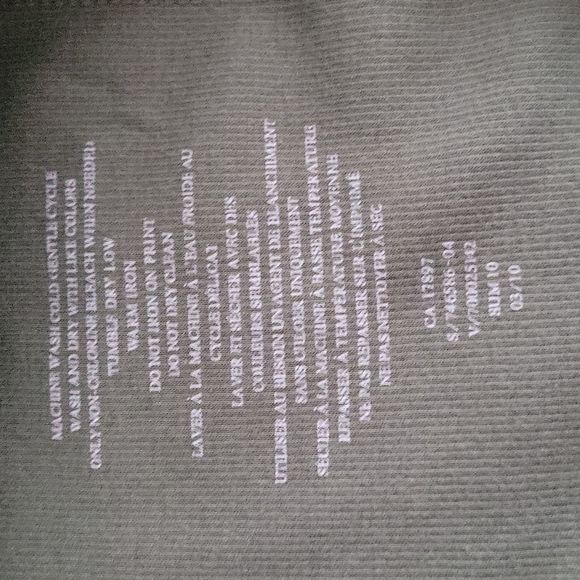 MACHINE WASH COLD GENTLE CYCLE
WASH AND DRY WITH LIKE COLORS
ONLY NON-CHLORINE BLEACH WHEN NEEDED
TUMBLE DRY LOW
WARM IRON
DO NOT IRON ON PRINT
DO NOT DRY CLEAN
LAVER À LA MACHINE À L'EAU FROIDE AU
CYCLE DÉLICAT
LAVER ET SÉCHER AVEC DES
COULEURS SEMBLABLES
UTILISER AU BESOIN UN AGENT DE BLANCHIMENT
SANS CHLORE UNIQUEMENT
SÉCHER À LA MACHINE À BASSE TEMPÉRATURE
REPASSER À TEMPÉRATURE MOYENNE
NE PAS REPASSER SUR L'IMPRIMÉ
NE PAS NETTOYER À SEC
CA 17897
S/746586-04
V/700025142
SUM 10
03/10